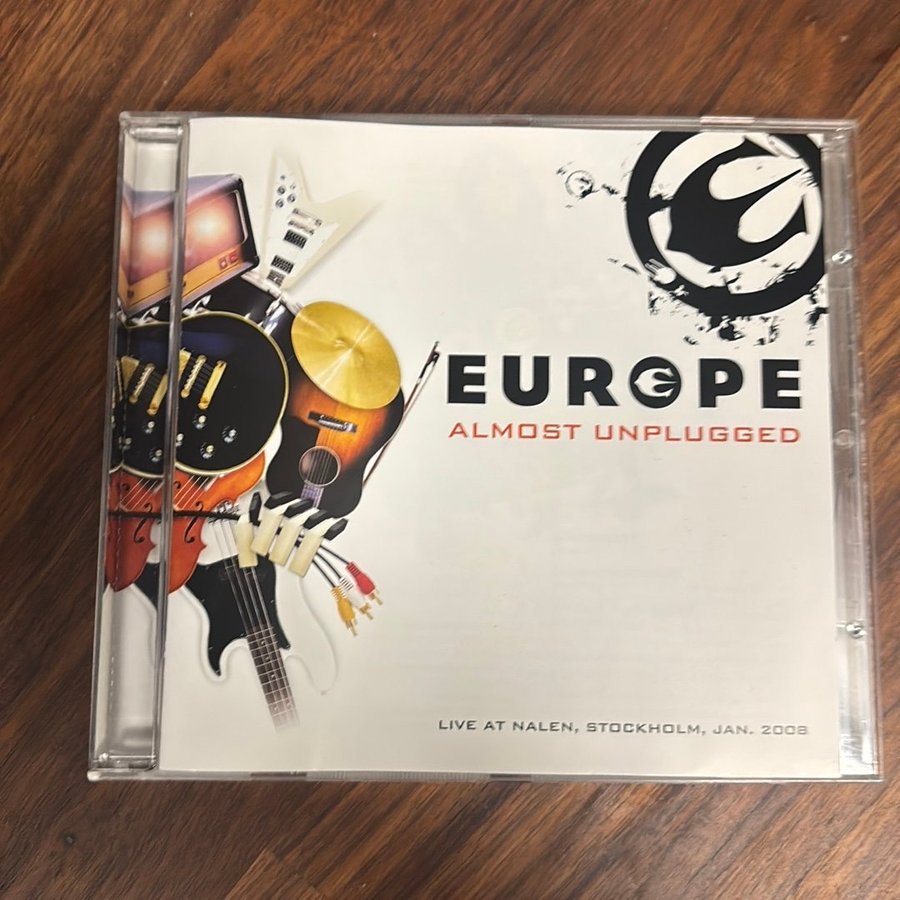 EUROPE
ALMOST UNPLUGGED
LIVE AT NALEN, STOCKHOLM, JAN. 2008